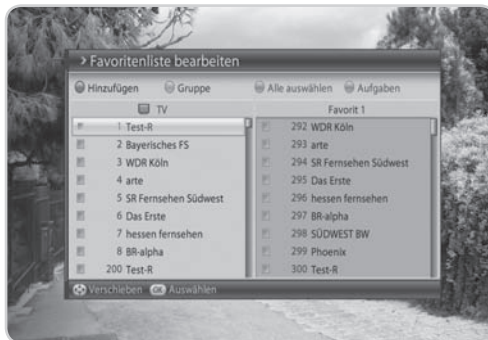 > Favoritenliste bearbeiten
Hinzufügen Gruppe Alle auswählen Aufgaben
TV
1 Test-R
2 Bayerisches FS
3 WDR Köln
4 arte
5 SR Fernsehen Südwest
6 Das Erste
7 hessen fernsehen
8 BR-alpha
200 Test-R
Favorit 1
292 WDR Köln
293 arte
294 SR Fernsehen Südwest
295 Das Erste
296 hessen fernsehen
297 BR-alpha
298 SÜDWEST BW
299 Phoenix
300 Test-R
Verschieben OK Auswählen